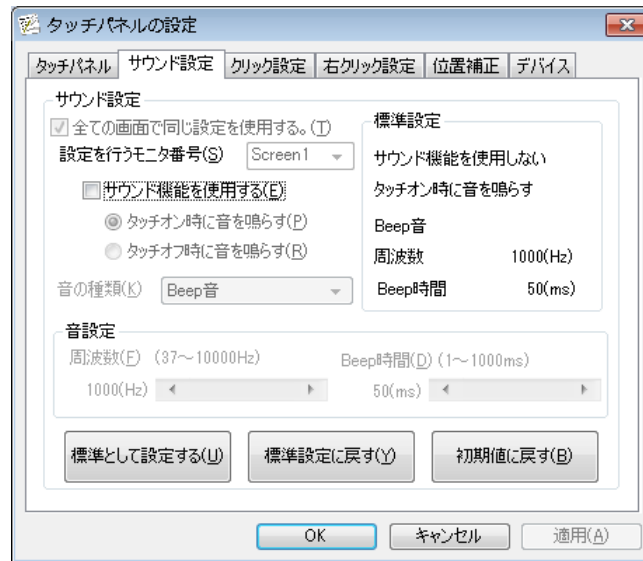 タッチパネルの設定
タッチパネル サウンド設定 クリック設定 右クリック設定 位置補正 デバイス
サウンド設定
全ての画面で同じ設定を使用する。(T)
設定を行うモニタ番号(S) Screen1
サウンド機能を使用する(E)
タッチオン時に音を鳴らす(P)
タッチオフ時に音を鳴らす(R)
音の種類(K) Beep音
標準設定
サウンド機能を使用しない
タッチオン時に音を鳴らす
Beep音
周波数 1000(Hz)
Beep時間 50(ms)
音設定
周波数(F) (37～10000Hz) Beep時間(D) (1～1000ms)
1000(Hz) 50(ms)
標準として設定する(U) 標準設定に戻す(Y) 初期値に戻す(B)
OK キャンセル 適用(A)